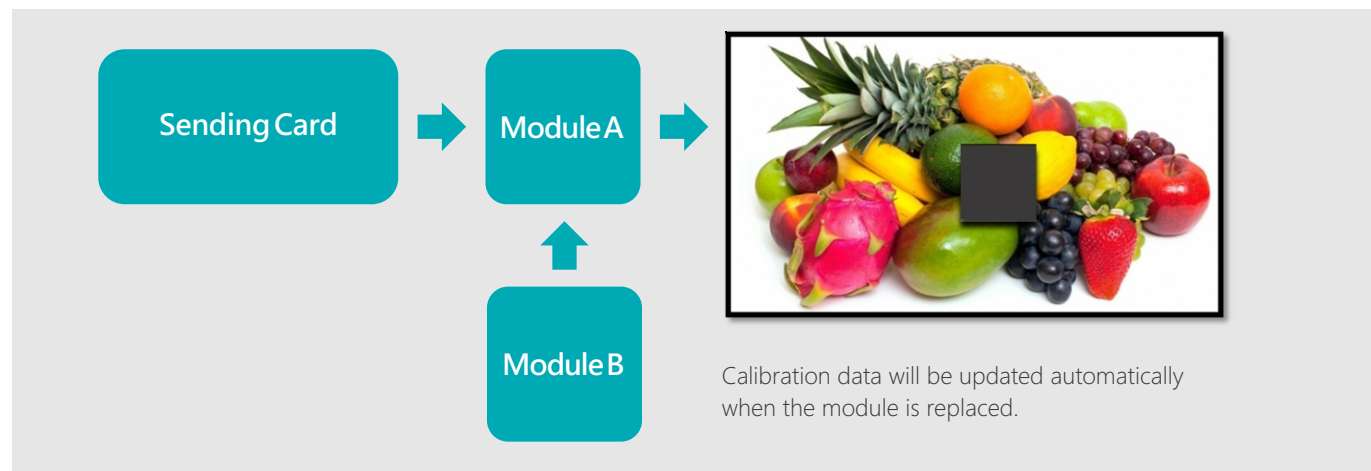 Sending Card
Module A
Module B
Calibration data will be updated automatically
when the module is replaced.